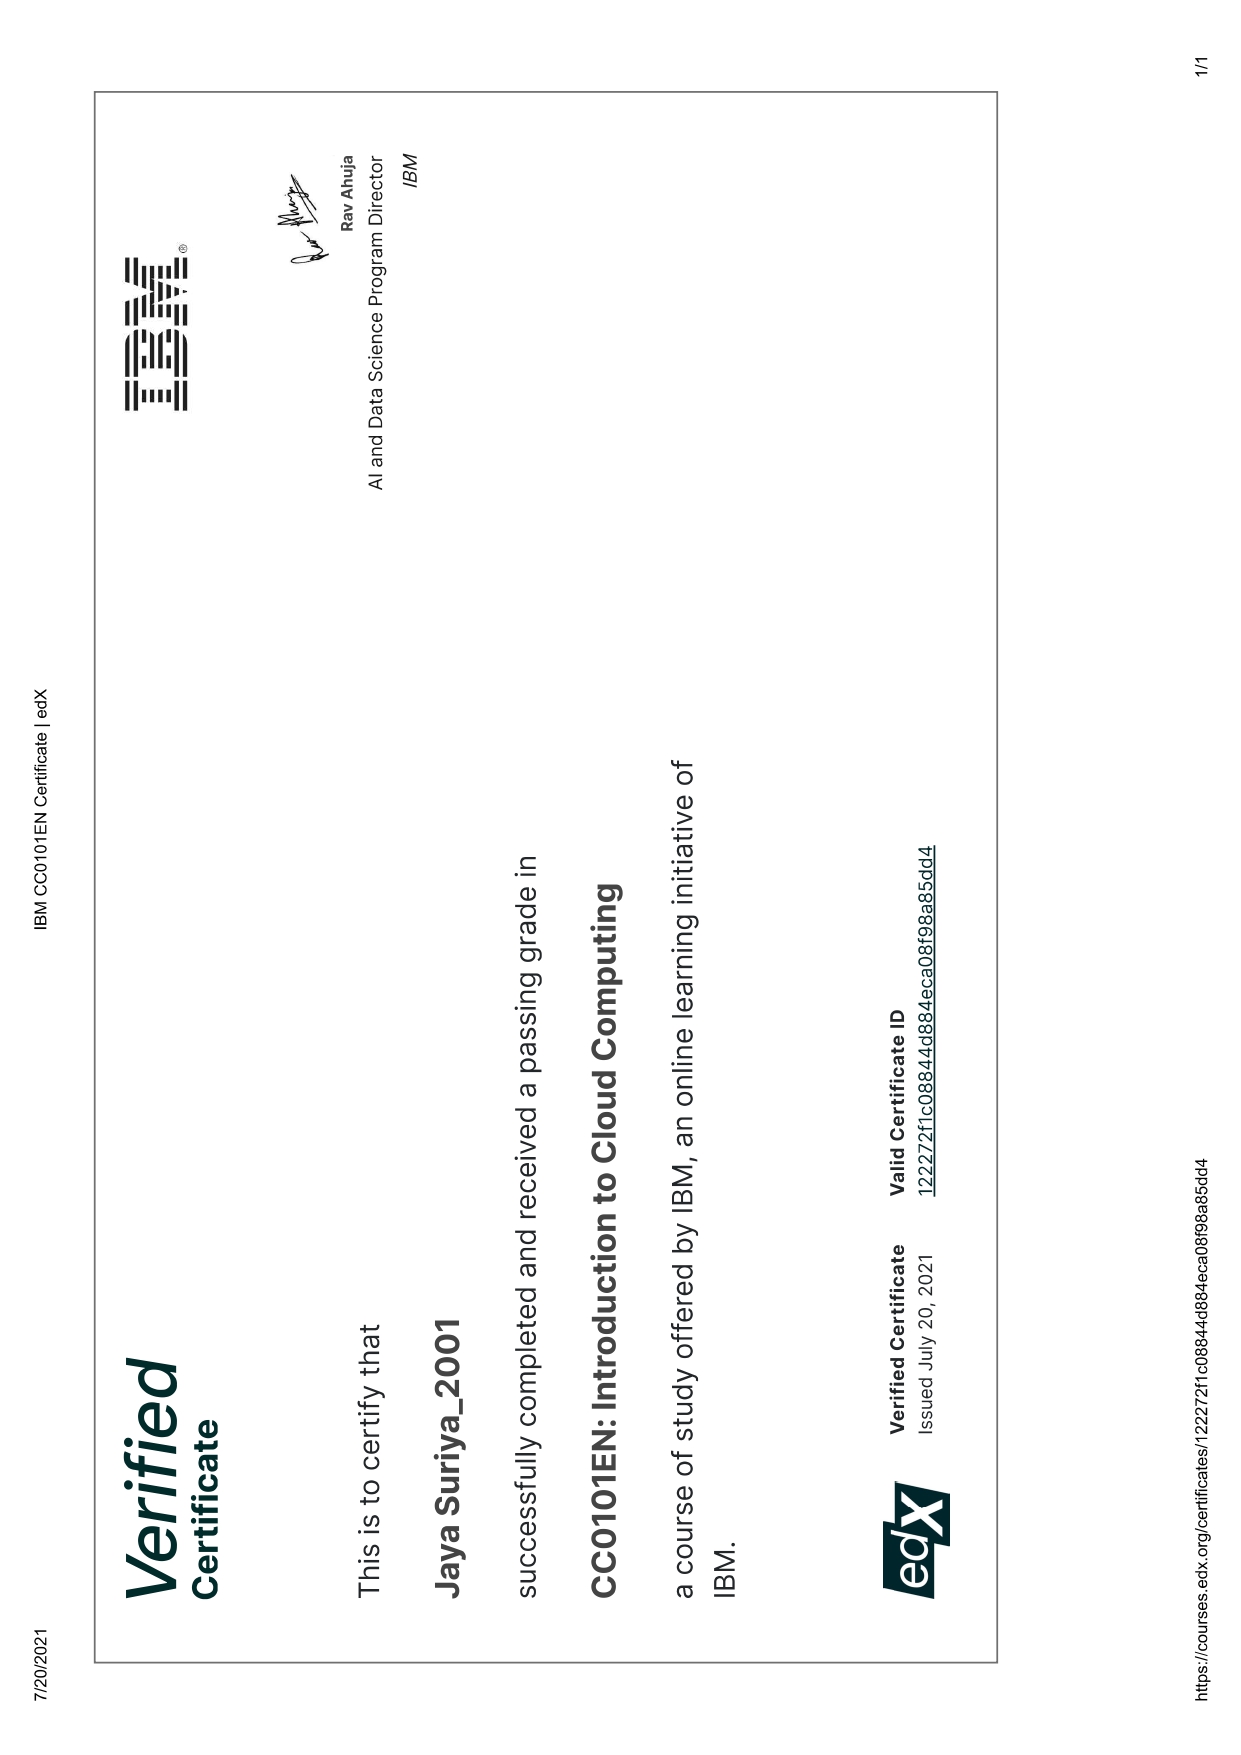 7/20/2021
IBM CC0101EN Certificate | edX
Verified
Certificate
IBM®
This is to certify that
Jaya Suriya_2001
successfully completed and received a passing grade in
CC0101EN: Introduction to Cloud Computing
a course of study offered by IBM, an online learning initiative of
IBM.
Rav Ahuja
AI and Data Science Program Director
IBM
edX
Verified Certificate
Issued July 20, 2021
Valid Certificate ID
122272f1c08844d884eca08f98a85dd4
https://courses.edx.org/certificates/122272f1c08844d884eca08f98a85dd4
1/1